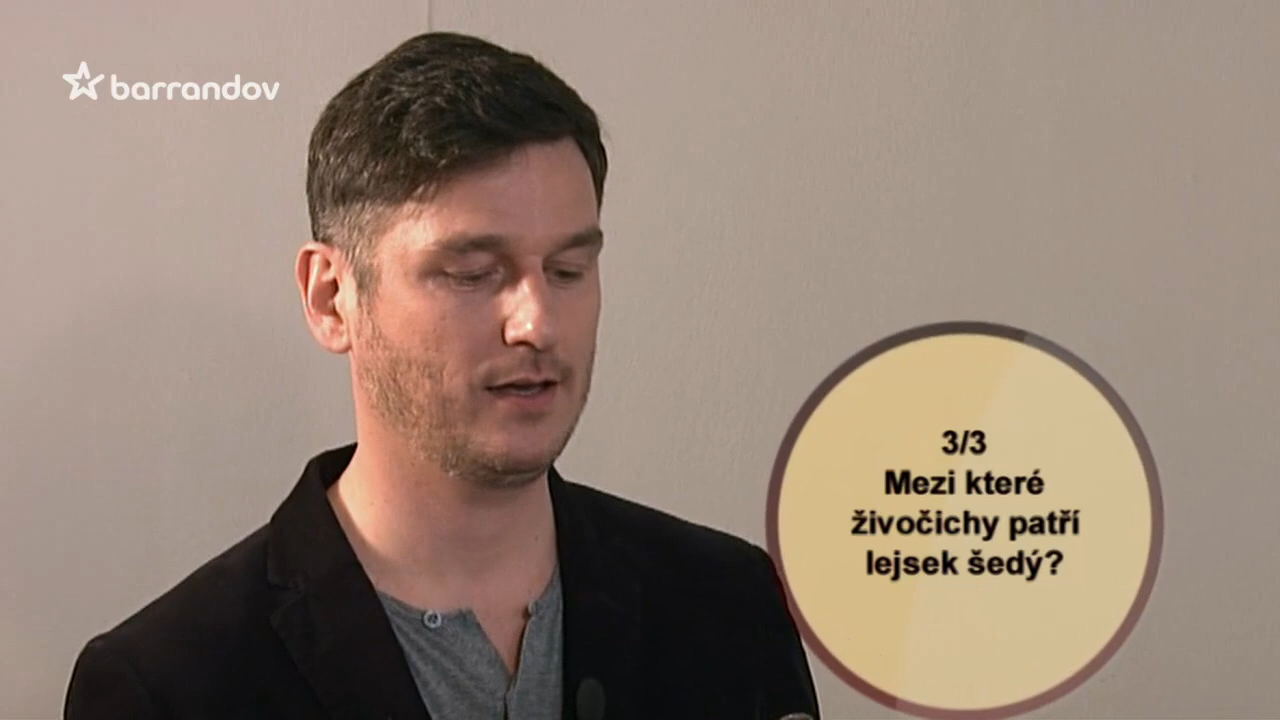 barrandov
3/3
Mezi které
živočichy patří
lejsek šedý?